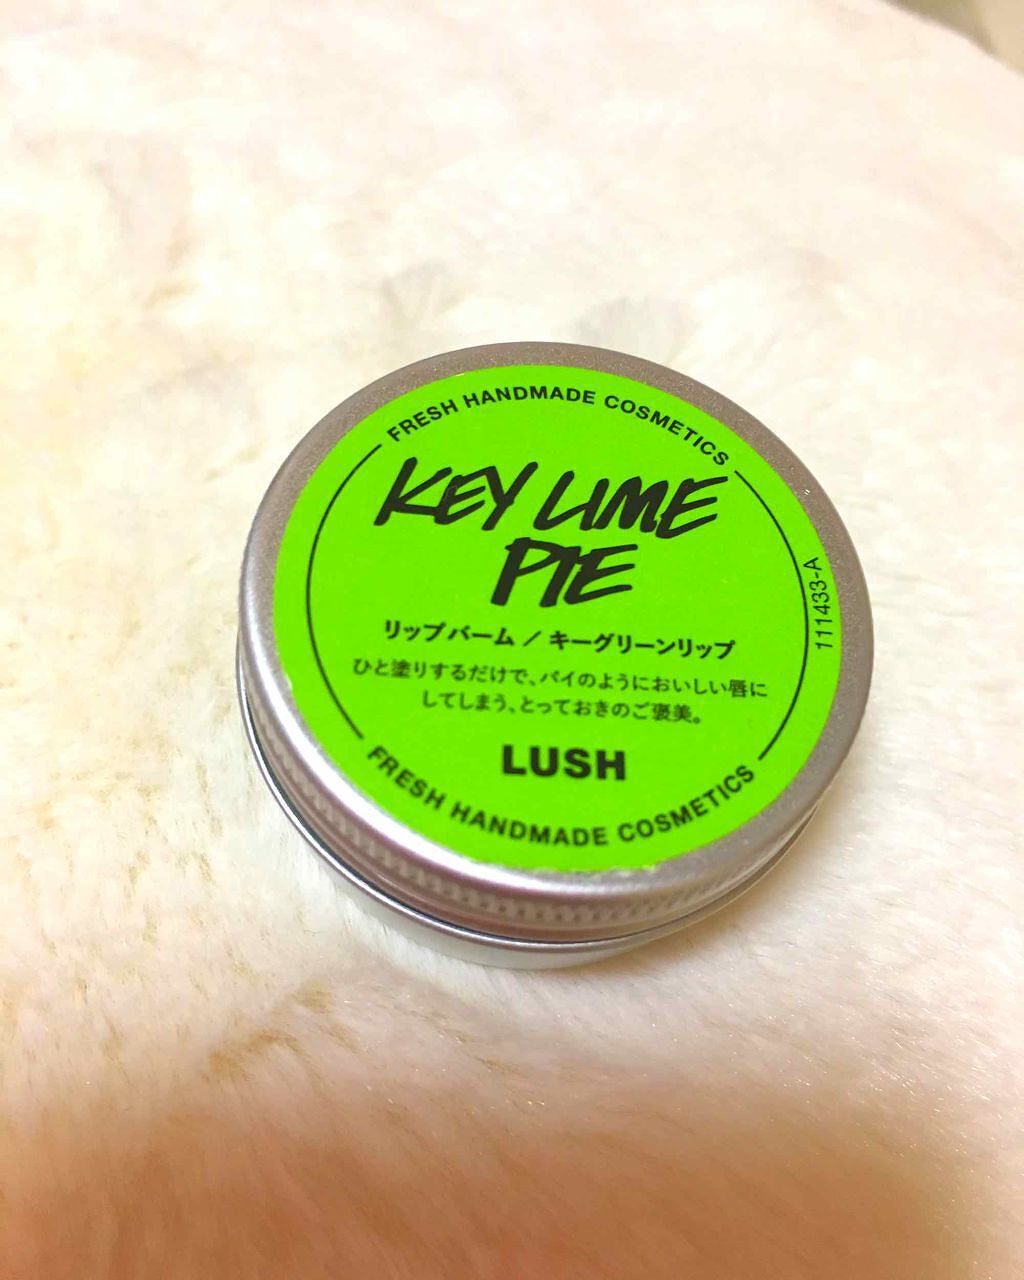 FRESH HANDMADE COSMETICS
KEY LIME
PIE
111433-A
リップバーム / キーグリーンリップ
ひと塗りするだけで、パイのようにおいしい唇に
してしまう、とっておきのご褒美。
LUSH
FRESH HANDMADE COSMETICS